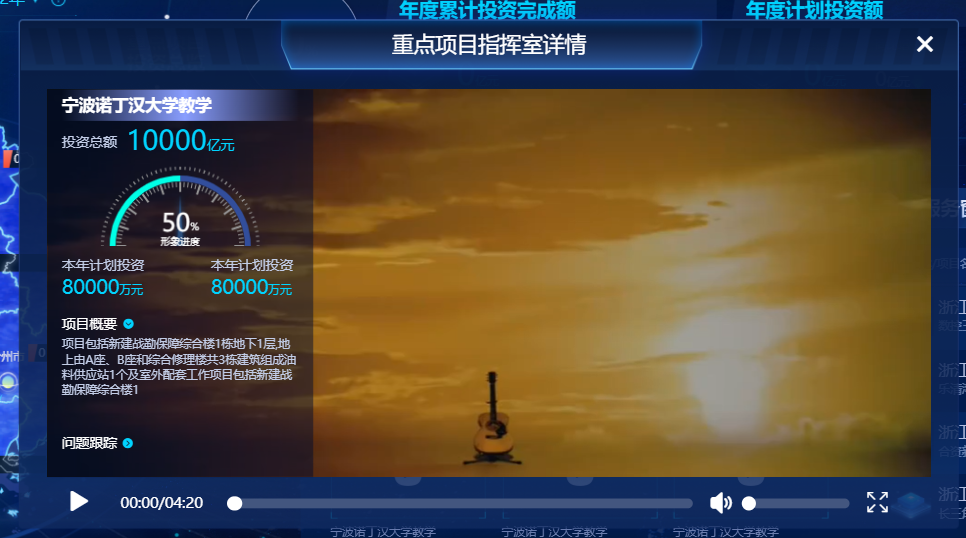 年度累计投资完成额
年度计划投资额
重点项目指挥室详情
宁波诺丁汉大学教学
投资总额 10000亿元
50%
形象进度
本年计划投资 本年计划投资
80000万元 80000万元
项目概要
项目包括新建战勤保障综合楼1栋地下1层,地
上由A座、B座和综合修理楼共3栋建筑组成油
料供应站1个及室外配套工作项目包括新建战
勤保障综合楼1
问题跟踪
00:00/04:20
宁波诺丁汉大学教学 宁波诺丁汉大学教学 宁波诺丁汉大学教学